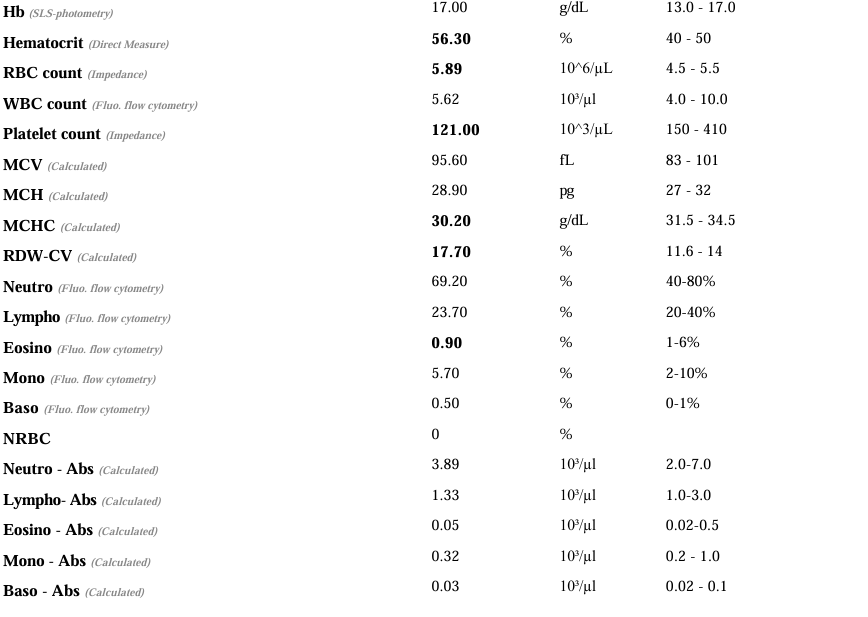 Hb (SLS-photometry) 17.00 g/dL 13.0 - 17.0
Hematocrit (Direct Measure) 56.30 % 40 - 50
RBC count (Impedance) 5.89 10^6/µL 4.5 - 5.5
WBC count (Fluo. flow cytometry) 5.62 10³/µl 4.0 - 10.0
Platelet count (Impedance) 121.00 10^3/µL 150 - 410
MCV (Calculated) 95.60 fL 83 - 101
MCH (Calculated) 28.90 pg 27 - 32
MCHC (Calculated) 30.20 g/dL 31.5 - 34.5
RDW-CV (Calculated) 17.70 % 11.6 - 14
Neutro (Fluo. flow cytometry) 69.20 % 40-80%
Lympho (Fluo. flow cytometry) 23.70 % 20-40%
Eosino (Fluo. flow cytometry) 0.90 % 1-6%
Mono (Fluo. flow cytometry) 5.70 % 2-10%
Baso (Fluo. flow cytometry) 0.50 % 0-1%
NRBC 0 %
Neutro - Abs (Calculated) 3.89 10³/µl 2.0-7.0
Lympho- Abs (Calculated) 1.33 10³/µl 1.0-3.0
Eosino - Abs (Calculated) 0.05 10³/µl 0.02-0.5
Mono - Abs (Calculated) 0.32 10³/µl 0.2 - 1.0
Baso - Abs (Calculated) 0.03 10³/µl 0.02 - 0.1